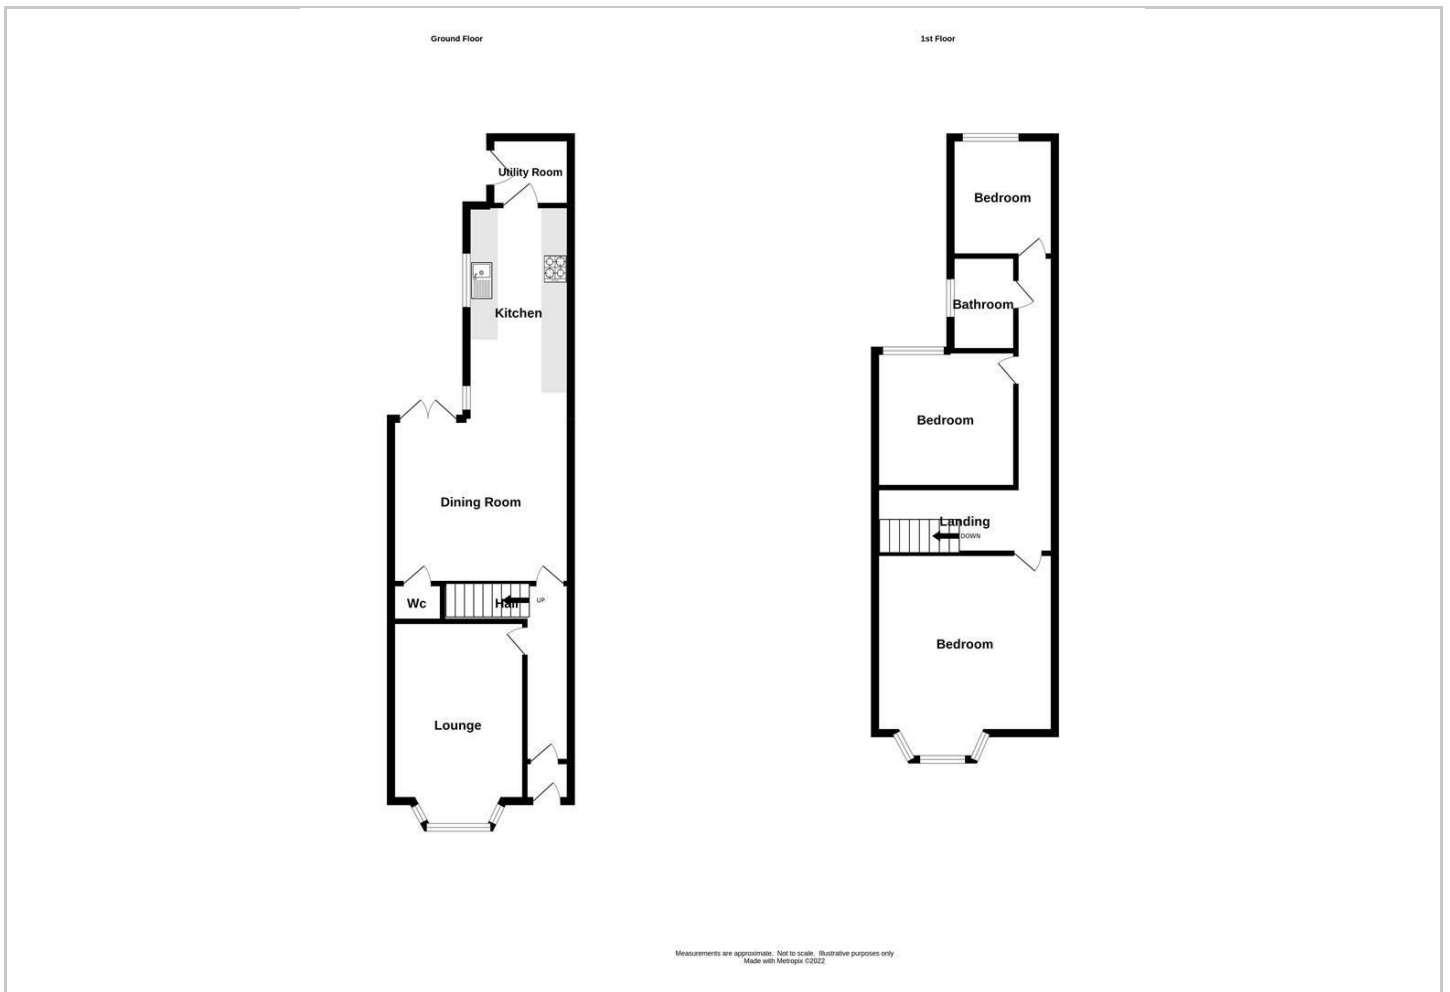 Ground Floor
1st Floor
Utility Room
Kitchen
Dining Room
Wc
Hall
UP
Lounge
Bedroom
Bathroom
Bedroom
Landing
DOWN
Bedroom
Measurements are approximate. Not to scale. Illustrative purposes only
Made with Metropix ©2022